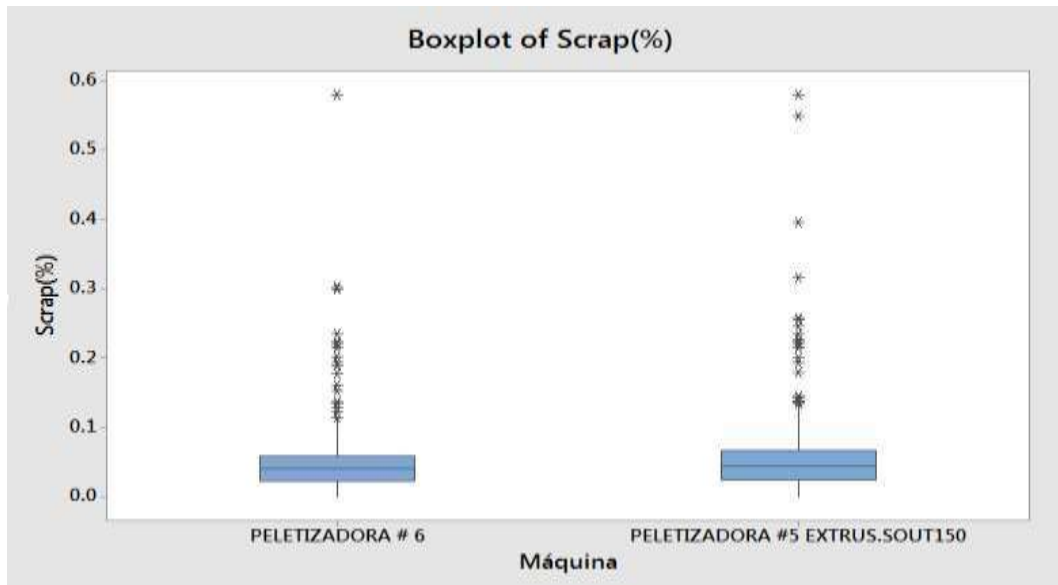 Boxplot of Scrap(%)
0.6
0.5
0.4
0.3
0.2
0.1
0.0
Scrap(%)
PELETIZADORA # 6
PELETIZADORA #5 EXTRUS.SOUT150
Máquina